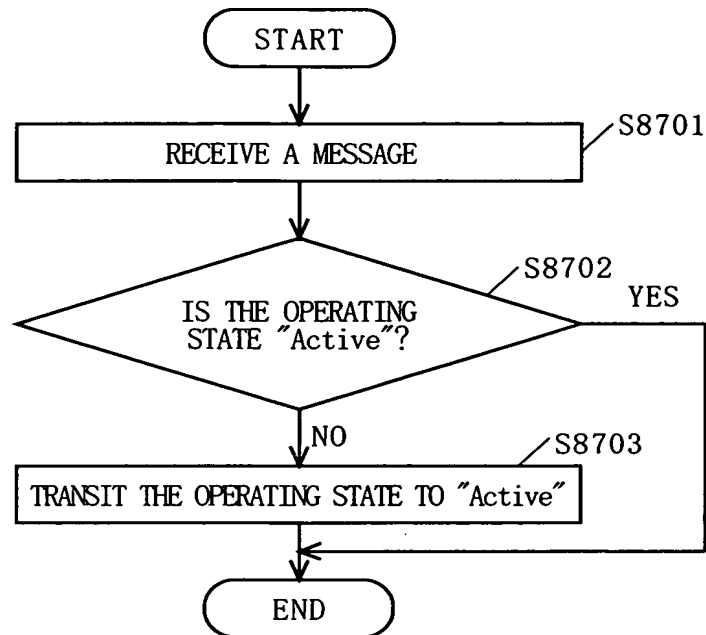 START
RECEIVE A MESSAGE
S8701
IS THE OPERATING
STATE "Active"?
S8702
YES
NO
S8703
TRANSIT THE OPERATING STATE TO "Active"
END